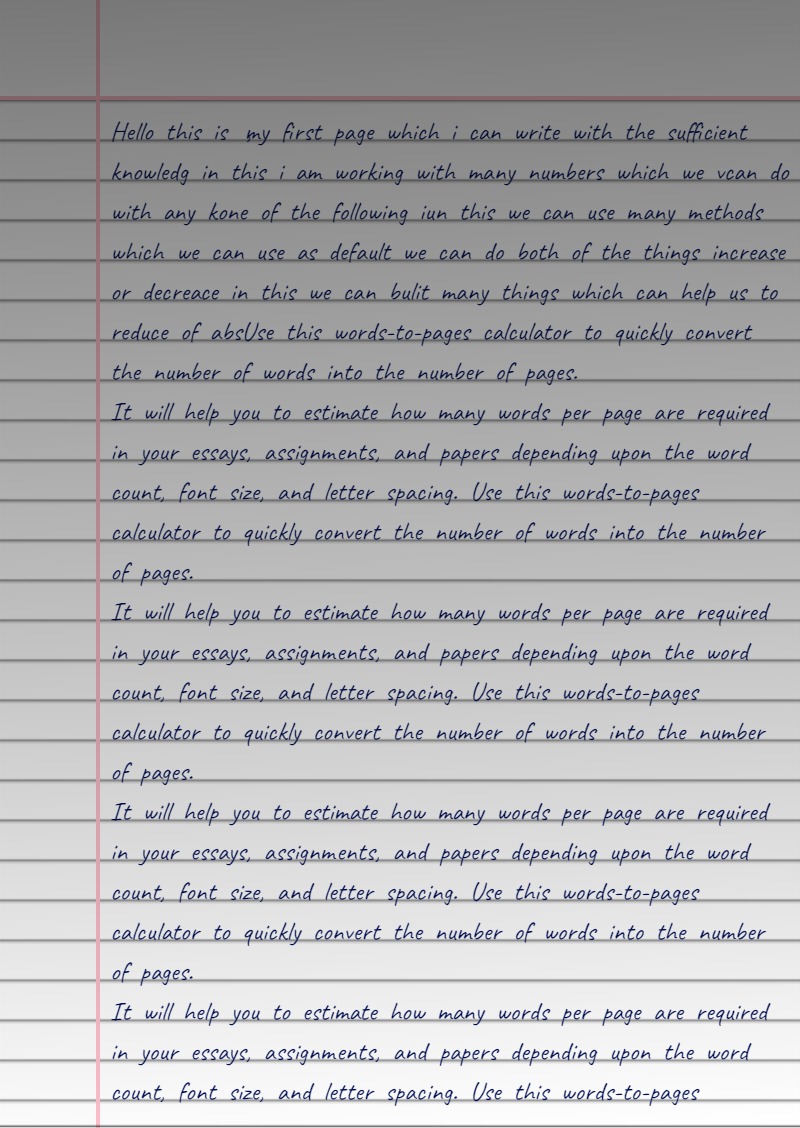 Hello this is my first page which i can write with the sufficient
knowledg in this i am working with many numbers which we vcan do
with any kone of the following iun this we can use many methods
which we can use as default we can do both of the things increase
or decreace in this we can bulit many things which can help us to
reduce of absUse this words-to-pages calculator to quickly convert
the number of words into the number of pages.
It will help you to estimate how many words per page are required
in your essays, assignments, and papers depending upon the word
count, font size, and letter spacing. Use this words-to-pages
calculator to quickly convert the number of words into the number
of pages.
It will help you to estimate how many words per page are required
in your essays, assignments, and papers depending upon the word
count, font size, and letter spacing. Use this words-to-pages
calculator to quickly convert the number of words into the number
of pages.
It will help you to estimate how many words per page are required
in your essays, assignments, and papers depending upon the word
count, font size, and letter spacing. Use this words-to-pages
calculator to quickly convert the number of words into the number
of pages.
It will help you to estimate how many words per page are required
in your essays, assignments, and papers depending upon the word
count, font size, and letter spacing. Use this words-to-pages